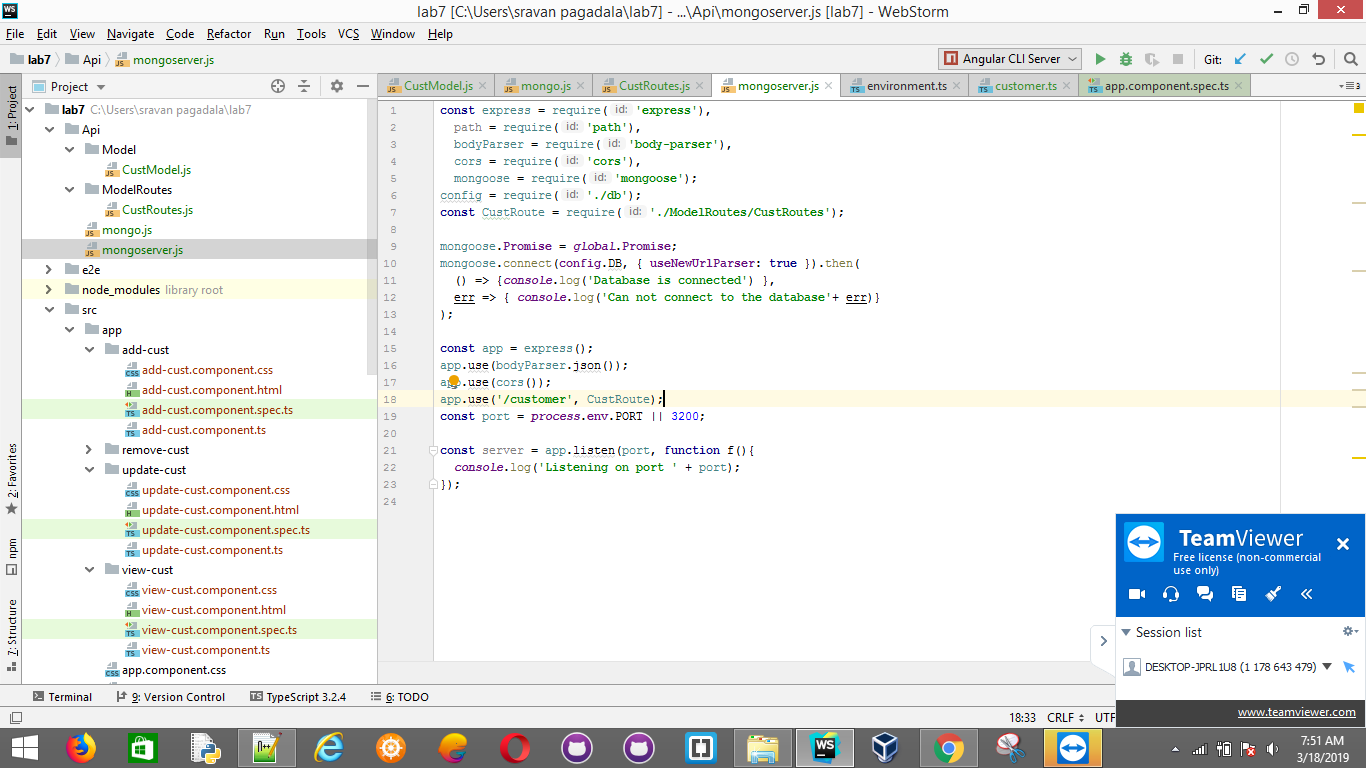 lab7 [C:\Users\sravan pagadala\lab7] - ...\Api\mongoserver.js [lab7] - WebStorm
File Edit View Navigate Code Refactor Run Tools VCS Window Help
lab7 Api mongoserver.js Angular CLI Server Git:
Project
CustModel.js mongo.js CustRoutes.js mongoserver.js environment.ts customer.ts app.component.spec.ts
1: Project
2: Favorites
npm
7: Structure
lab7 C:\Users\sravan pagadala\lab7
Api
Model
CustModel.js
ModelRoutes
CustRoutes.js
mongo.js
mongoserver.js
e2e
node_modules library root
src
app
add-cust
add-cust.component.css
add-cust.component.html
add-cust.component.spec.ts
add-cust.component.ts
remove-cust
update-cust
update-cust.component.css
update-cust.component.html
update-cust.component.spec.ts
update-cust.component.ts
view-cust
view-cust.component.css
view-cust.component.html
view-cust.component.spec.ts
view-cust.component.ts
app.component.css
1 const express = require( id: 'express'),
2 path = require( id: 'path'),
3 bodyParser = require( id: 'body-parser'),
4 cors = require( id: 'cors'),
5 mongoose = require( id: 'mongoose');
6 config = require( id: './db');
7 const CustRoute = require( id: './ModelRoutes/CustRoutes');
8
9 mongoose.Promise = global.Promise;
10 mongoose.connect(config.DB, { useNewUrlParser: true }).then(
11 () => {console.log('Database is connected') },
12 err => { console.log('Can not connect to the database'+ err)}
13 );
14
15 const app = express();
16 app.use(bodyParser.json());
17 app.use(cors());
18 app.use('/customer', CustRoute);
19 const port = process.env.PORT || 3200;
20
21 const server = app.listen(port, function f(){
22 console.log('Listening on port ' + port);
23 });
24
TeamViewer
Free license (non-commercial
use only)
Session list
DESKTOP-JPRL1U8 (1 178 643 479)
www.teamviewer.com
Terminal 9: Version Control TypeScript 3.2.4 6: TODO
18:33 CRLF UTF
7:51 AM
3/18/2019